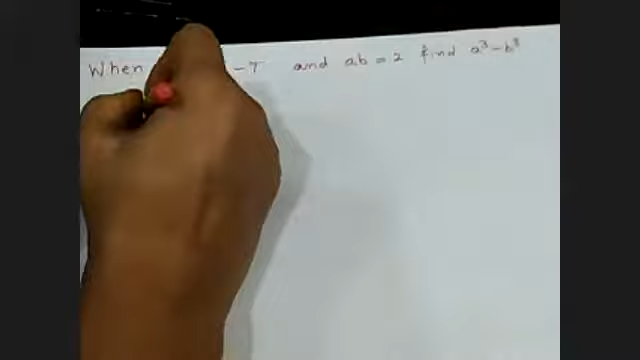 When - 7 and ab = 2 find a³ - b³